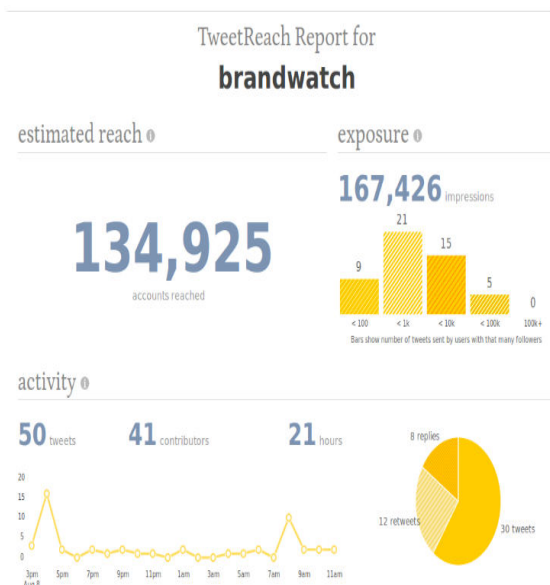 TweetReach Report for
brandwatch
estimated reach
134,925
accounts reached
exposure
167,426 impressions
21
15
9
5
0
< 100 < 1k < 10k < 100k 100k+
Bars show number of tweets sent by users with that many followers
activity
50 tweets 41 contributors 21 hours
20
15
10
5
0
3pm 5pm 7pm 9pm 11pm 1am 3am 5am 7am 9am 11am
Aug 8
8 replies
12 retweets
30 tweets